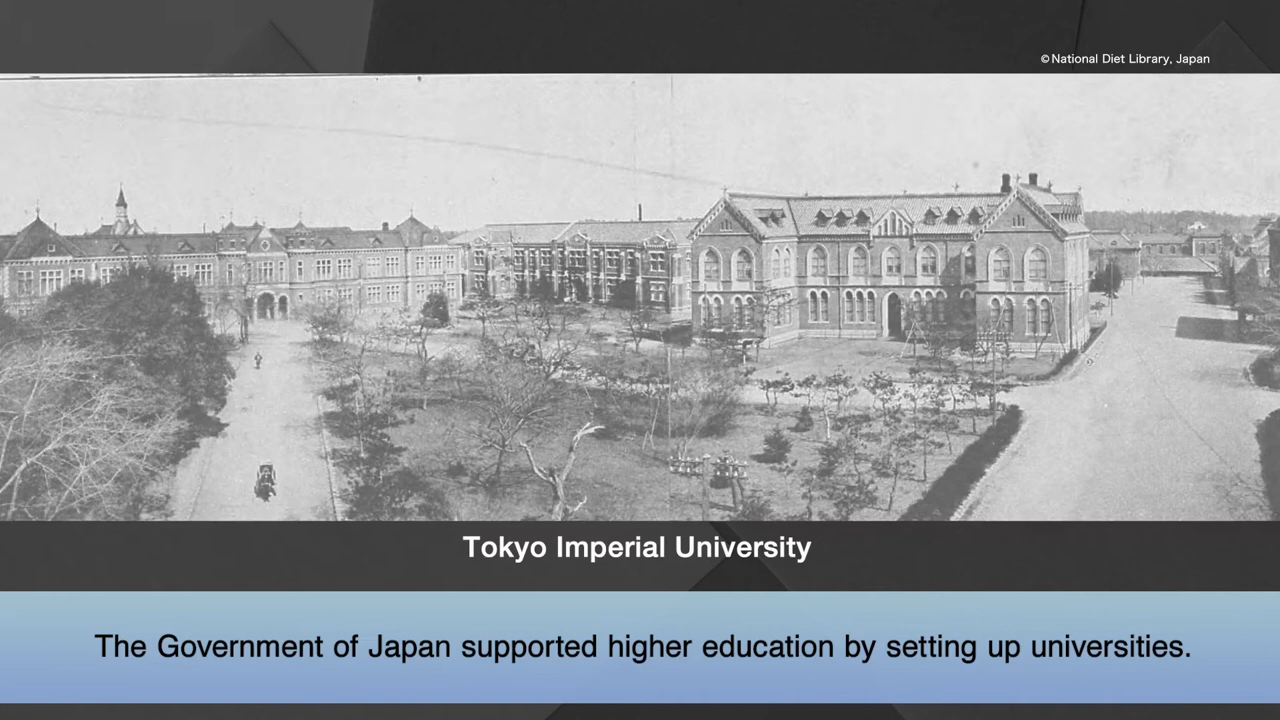 ©National Diet Library, Japan
Tokyo Imperial University
The Government of Japan supported higher education by setting up universities.